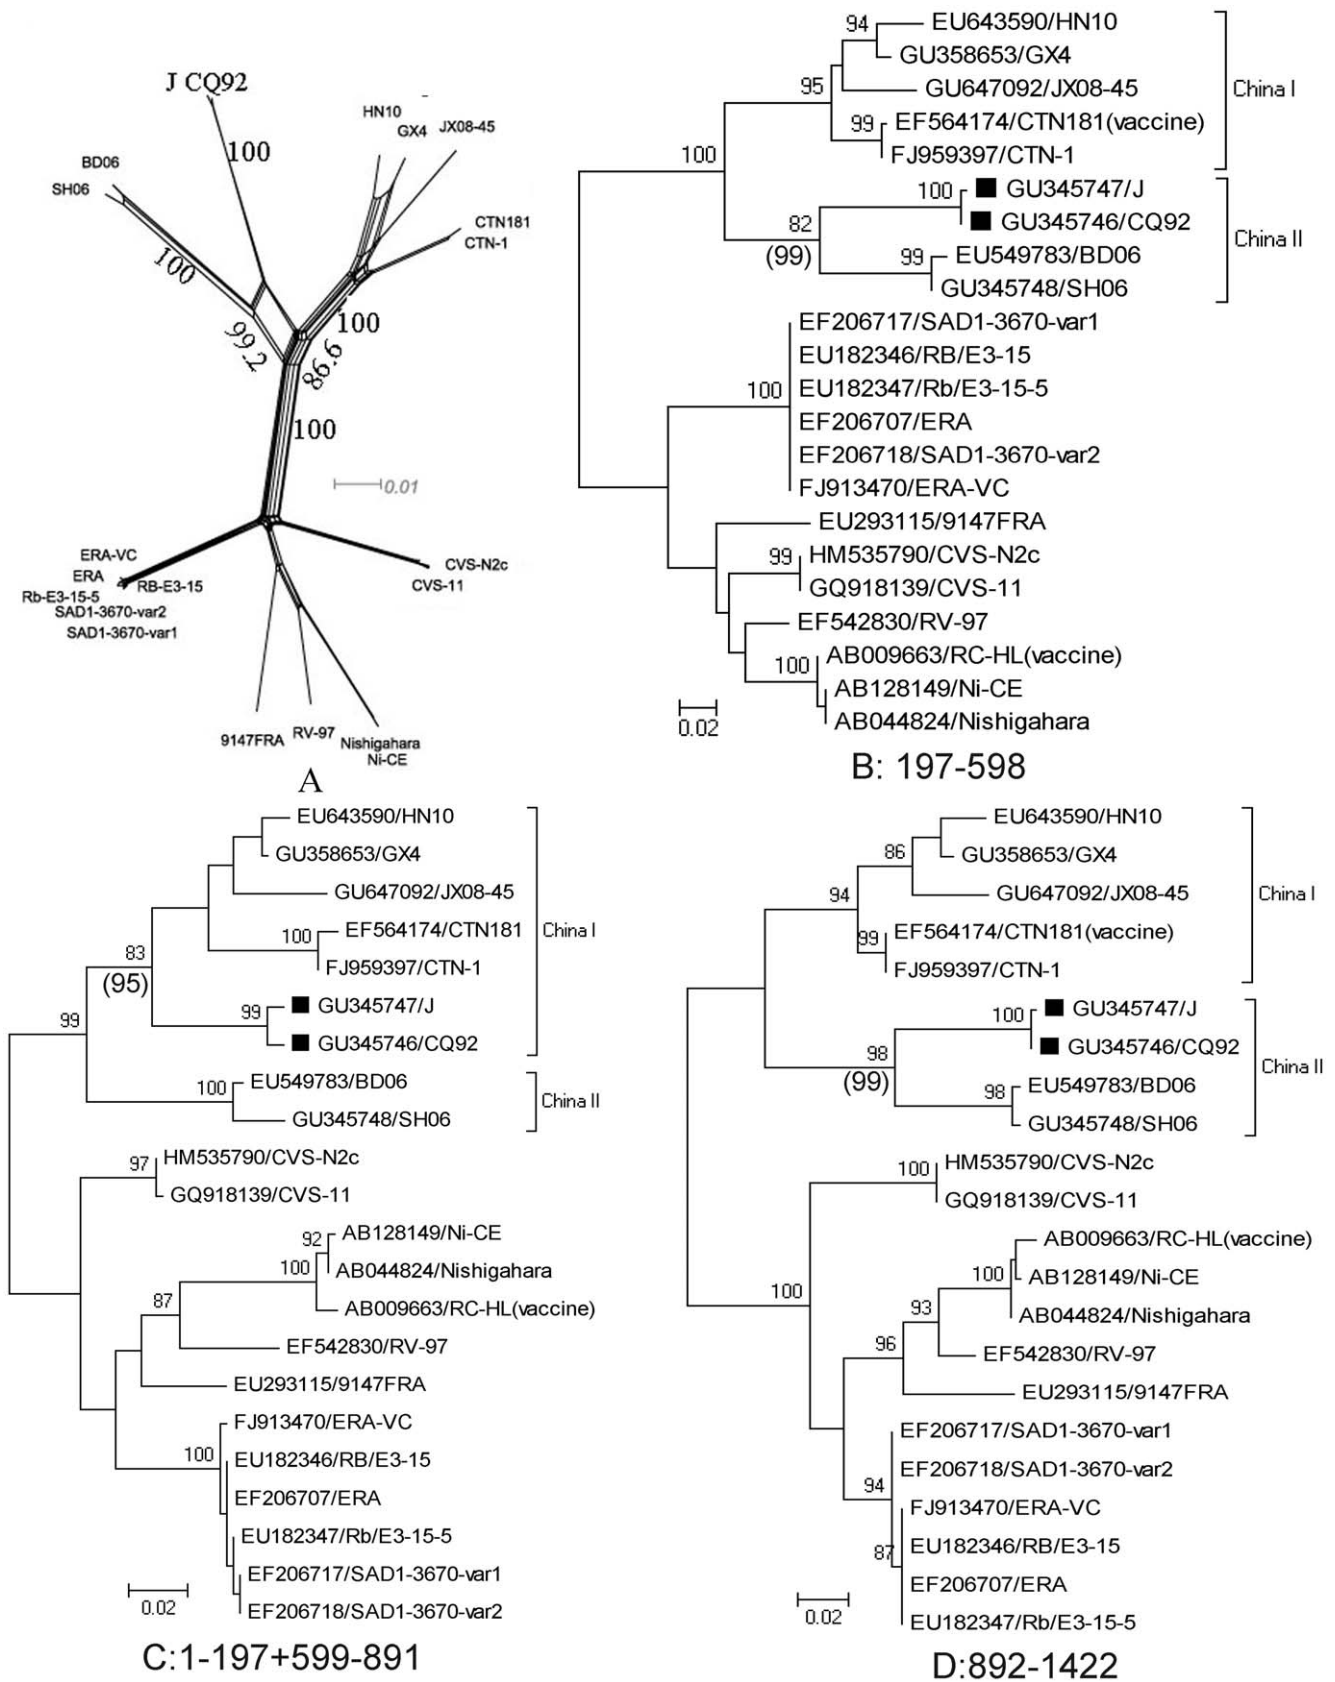 J CQ92
100
HN10
GX4
JX08-45
BD06
SH06
CTN181
CTN-1
100
100
99.2
86.6
100
0.01
ERA-VC
ERA
RB-E3-15
Rb-E3-15-5
SAD1-3670-var2
SAD1-3670-var1
CVS-N2c
CVS-11
9147FRA
RV-97
Nishigahara
Ni-CE
A
94
EU643590/HN10
GU358653/GX4
95
GU647092/JX08-45
China I
99
EF564174/CTN181(vaccine)
FJ959397/CTN-1
100
100
GU345747/J
82
GU345746/CQ92
(99)
China II
99
EU549783/BD06
GU345748/SH06
EF206717/SAD1-3670-var1
EU182346/RB/E3-15
100
EU182347/Rb/E3-15-5
EF206707/ERA
EF206718/SAD1-3670-var2
FJ913470/ERA-VC
EU293115/9147FRA
99
HM535790/CVS-N2c
GQ918139/CVS-11
EF542830/RV-97
100
AB009663/RC-HL(vaccine)
AB128149/Ni-CE
AB044824/Nishigahara
0.02
B: 197-598
EU643590/HN10
GU358653/GX4
GU647092/JX08-45
100
EF564174/CTN181
China I
83
(95)
FJ959397/CTN-1
99
99
GU345747/J
GU345746/CQ92
100
EU549783/BD06
China II
GU345748/SH06
97
HM535790/CVS-N2c
GQ918139/CVS-11
92
AB128149/Ni-CE
100
AB044824/Nishigahara
87
AB009663/RC-HL(vaccine)
EF542830/RV-97
EU293115/9147FRA
FJ913470/ERA-VC
100
EU182346/RB/E3-15
EF206707/ERA
EU182347/Rb/E3-15-5
EF206717/SAD1-3670-var1
EF206718/SAD1-3670-var2
0.02
C:1-197+599-891
EU643590/HN10
86
GU358653/GX4
94
GU647092/JX08-45
China I
99
EF564174/CTN181(vaccine)
FJ959397/CTN-1
100
GU345747/J
98
GU345746/CQ92
(99)
China II
98
EU549783/BD06
GU345748/SH06
100
HM535790/CVS-N2c
GQ918139/CVS-11
AB009663/RC-HL(vaccine)
100
100
AB128149/Ni-CE
93
AB044824/Nishigahara
96
EF542830/RV-97
EU293115/9147FRA
EF206717/SAD1-3670-var1
EF206718/SAD1-3670-var2
94
FJ913470/ERA-VC
87
EU182346/RB/E3-15
EF206707/ERA
EU182347/Rb/E3-15-5
0.02
D:892-1422